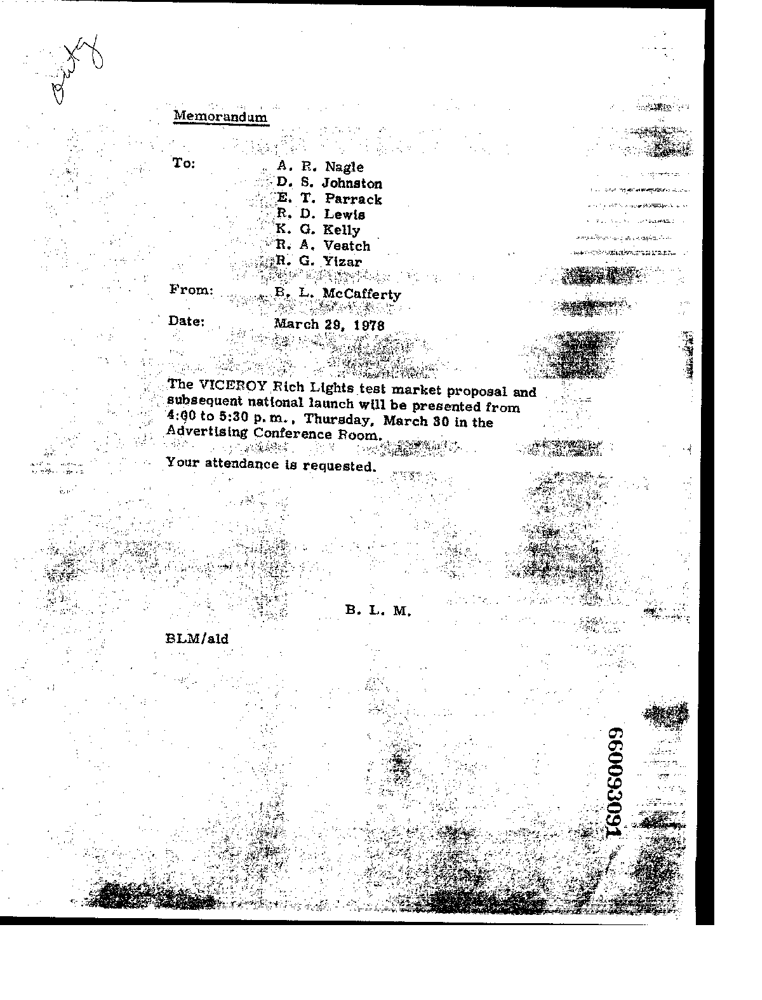 Memorandum
To:
A. R. Nagle
D. S. Johnston
E. T. Parrack
R. D. Lewis
K. G. Kelly
R. A. Veatch
R. G. Yizar
From: B. L. McCafferty
Date: March 29, 1978
The VICEROY Rich Lights test market proposal and
subsequent national launch will be presented from
4:00 to 5:30 p.m., Thursday, March 30 in the
Advertising Conference Room.
Your attendance is requested.
B. L. M.
BLM/ald
660093091